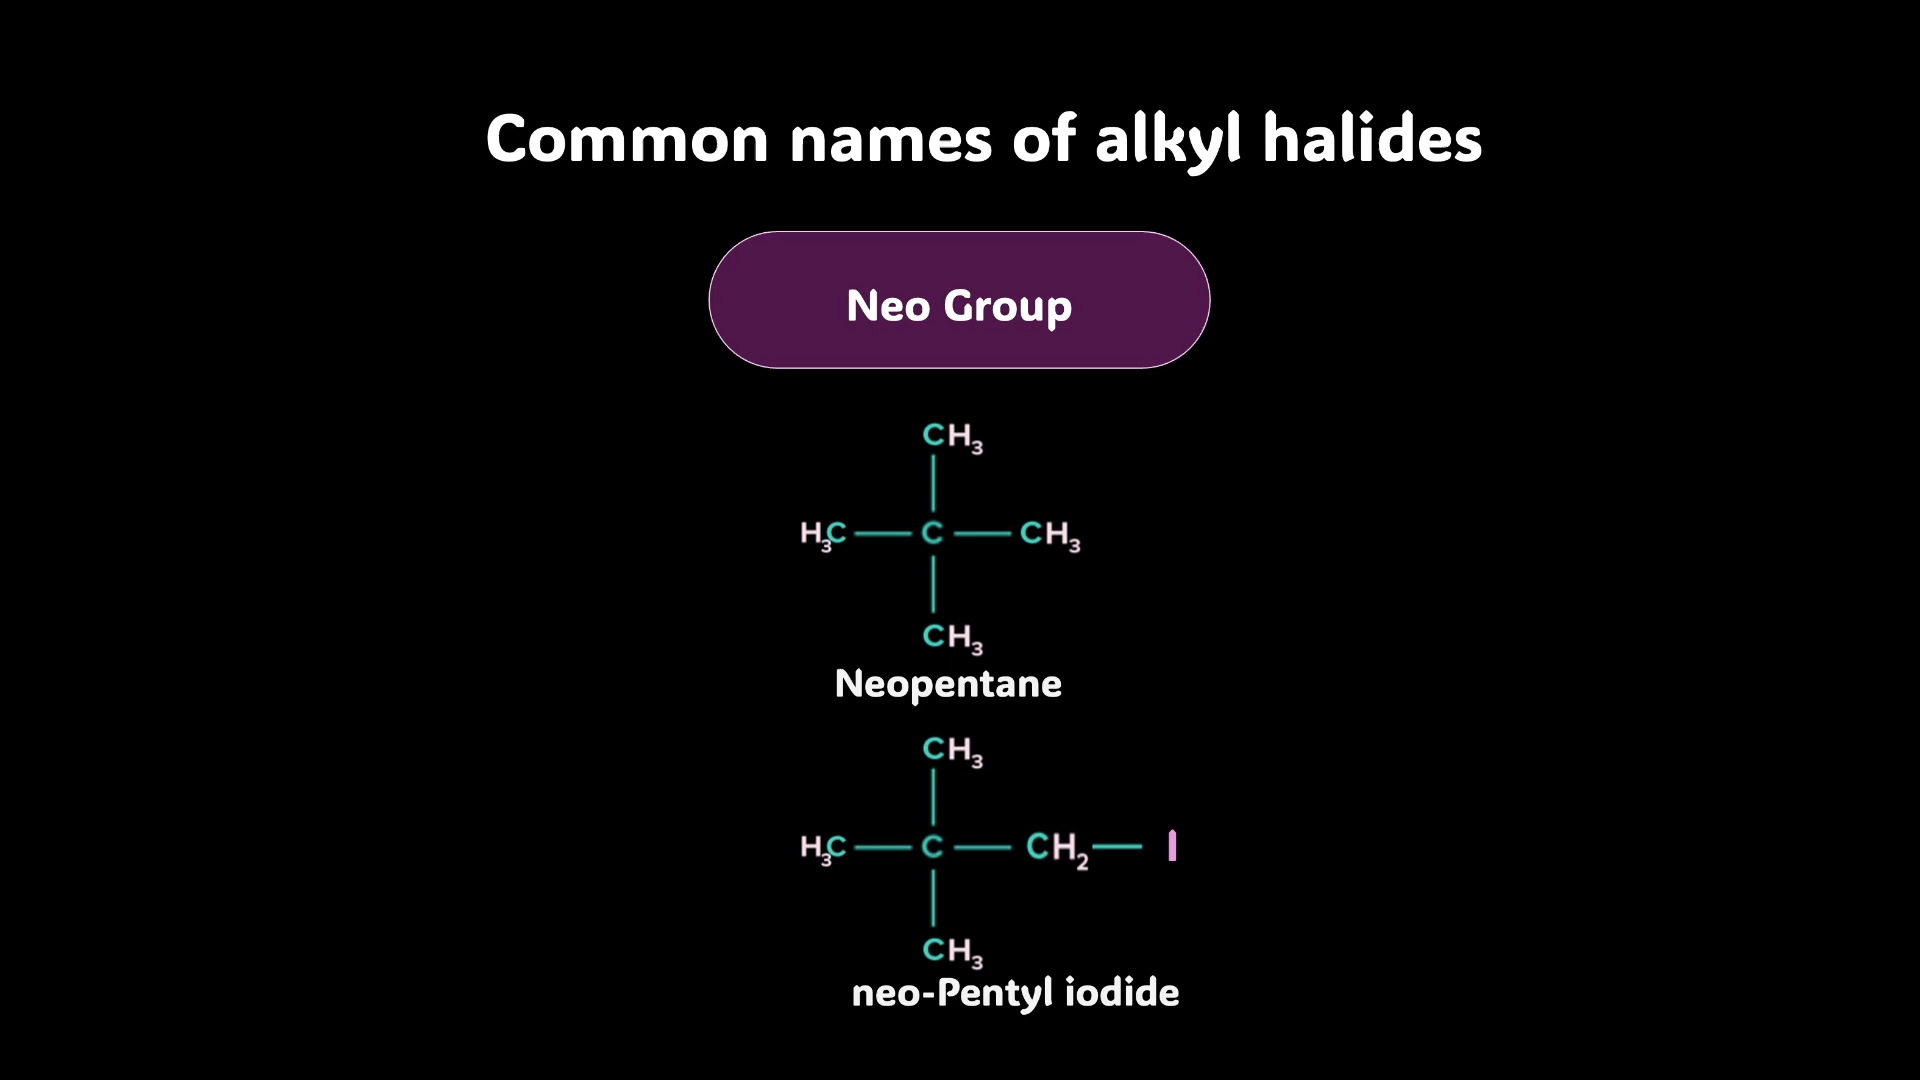 Common names of alkyl halides
Neo Group
CH₃
H₃C C CH₃
CH₃
Neopentane
CH₃
H₃C C CH₂ I
CH₃
neo-Pentyl iodide